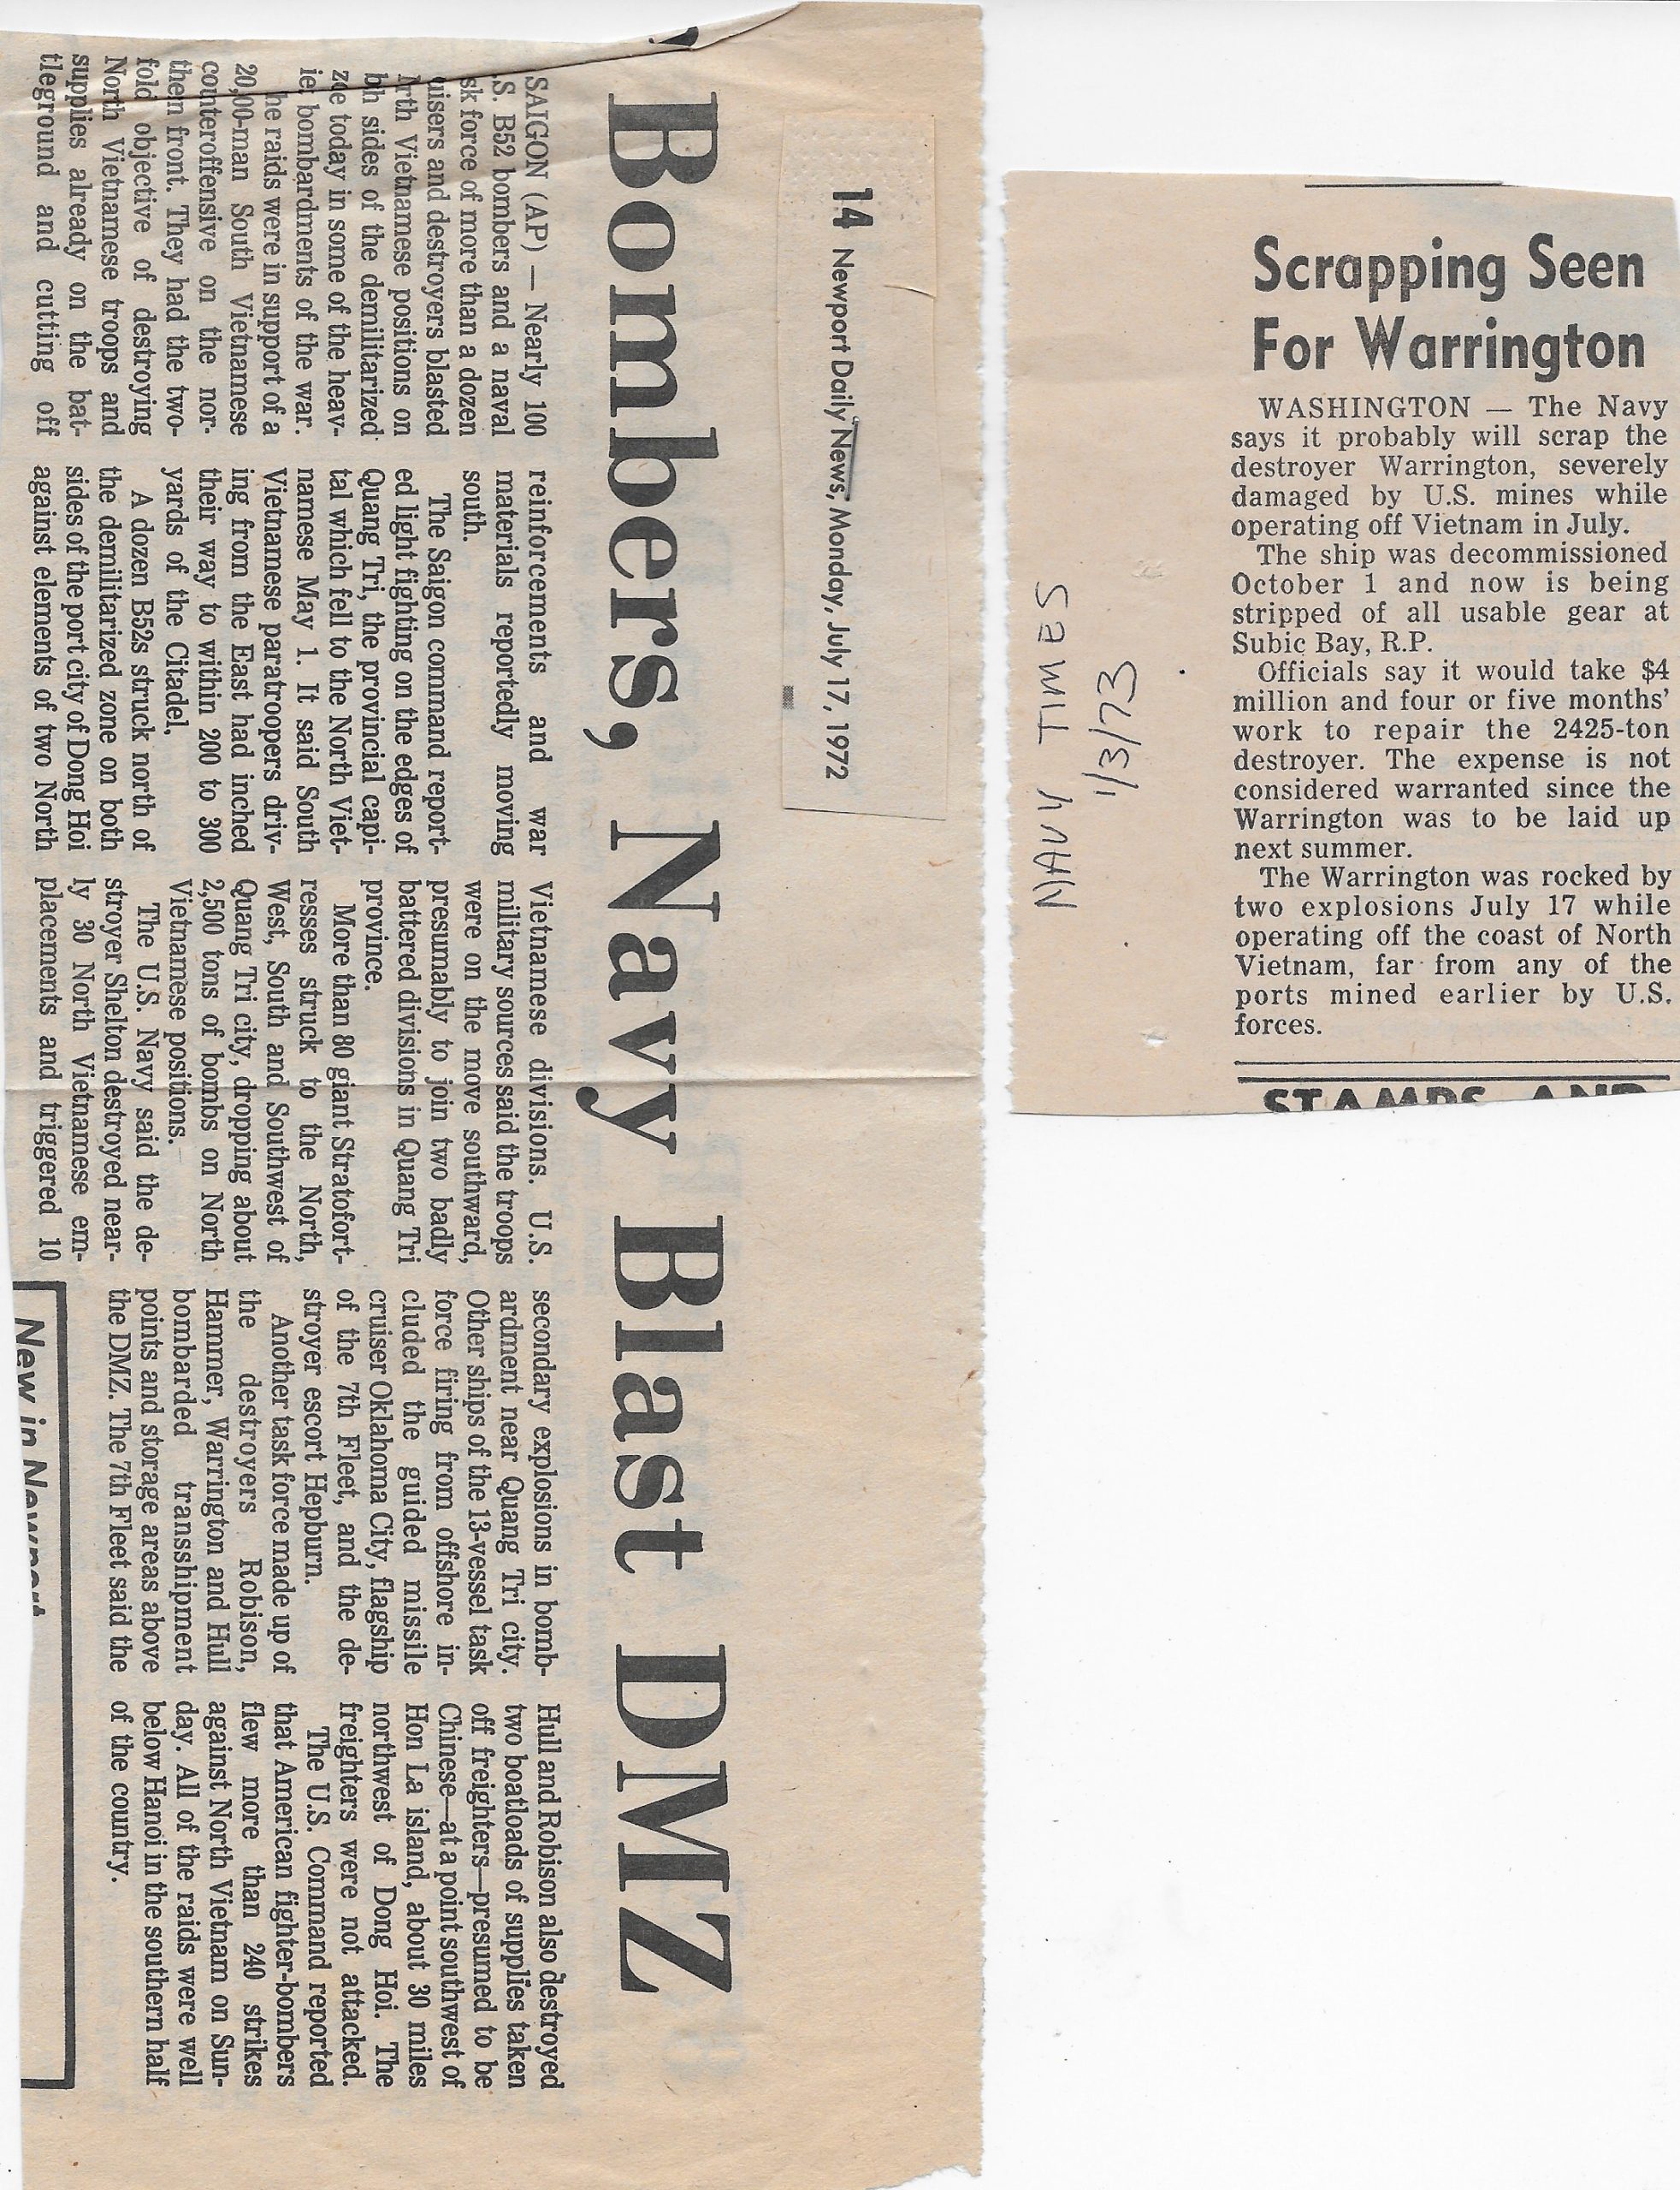 Scrapping Seen
For Warrington
WASHINGTON — The Navy
says it probably will scrap the
destroyer Warrington, severely
damaged by U.S. mines while
operating off Vietnam in July.
The ship was decommissioned
October 1 and now is being
stripped of all usable gear at
Subic Bay, R.P.
Officials say it would take $4
million and four or five months'
work to repair the 2425-ton
destroyer. The expense is not
considered warranted since the
Warrington was to be laid up
next summer.
The Warrington was rocked by
two explosions July 17 while
operating off the coast of North
Vietnam, far from any of the
ports mined earlier by U.S.
forces.
STAMPS AND
NAVY TIMES
1/3/73
14 Newport Daily News, Monday, July 17, 1972
Bombers, Navy Blast DMZ
SAIGON (AP) — Nearly 100
.S. B52 bombers and a naval
sk force of more than a dozen
uisers and destroyers blasted
rth Vietnamese positions on
bh sides of the demilitarized
zoe today in some of the heav-
ie bombardments of the war.
he raids were in support of a
20,00-man South Vietnamese
counteroffensive on the nor-
them front. They had the two-
fold objective of destroying
North Vietnamese troops and
supplies already on the bat-
tleground and cutting off
reinforcements and war
materials reportedly moving
south.
The Saigon command report-
ed light fighting on the edges of
Quang Tri, the provincial capi-
tal which fell to the North Viet-
namese May 1. It said South
Vietnamese paratroopers driv-
ing from the East had inched
their way to within 200 to 300
yards of the Citadel.
A dozen B52s struck north of
the demilitarized zone on both
sides of the port city of Dong Hoi
against elements of two North
Vietnamese divisions. U.S.
military sources said the troops
were on the move southward,
presumably to join two badly
battered divisions in Quang Tri
province.
More than 80 giant Stratofort-
resses struck to the North,
West, South and Southwest of
Quang Tri city, dropping about
2,500 tons of bombs on North
Vietnamese positions.
The U.S. Navy said the de-
stroyer Shelton destroyed near-
ly 30 North Vietnamese em-
placements and triggered 10
secondary explosions in bomb-
ardment near Quang Tri city.
Other ships of the 13-vessel task
force firing from offshore in-
cluded the guided missile
cruiser Oklahoma City, flagship
of the 7th Fleet, and the de-
stroyer escort Hepburn.
Another task force made up of
the destroyers Robison,
Hammer, Warrington and Hull
bombarded transshipment
points and storage areas above
the DMZ. The 7th Fleet said the
Hull and Robison also destroyed
two boatloads of supplies taken
off freighters—presumed to be
Chinese—at a point southwest of
Hon La island, about 30 miles
northwest of Dong Hoi. The
freighters were not attacked.
The U.S. Command reported
that American fighter-bombers
flew more than 240 strikes
against North Vietnam on Sun-
day. All of the raids were well
below Hanoi in the southern half
of the country.
New in Newport